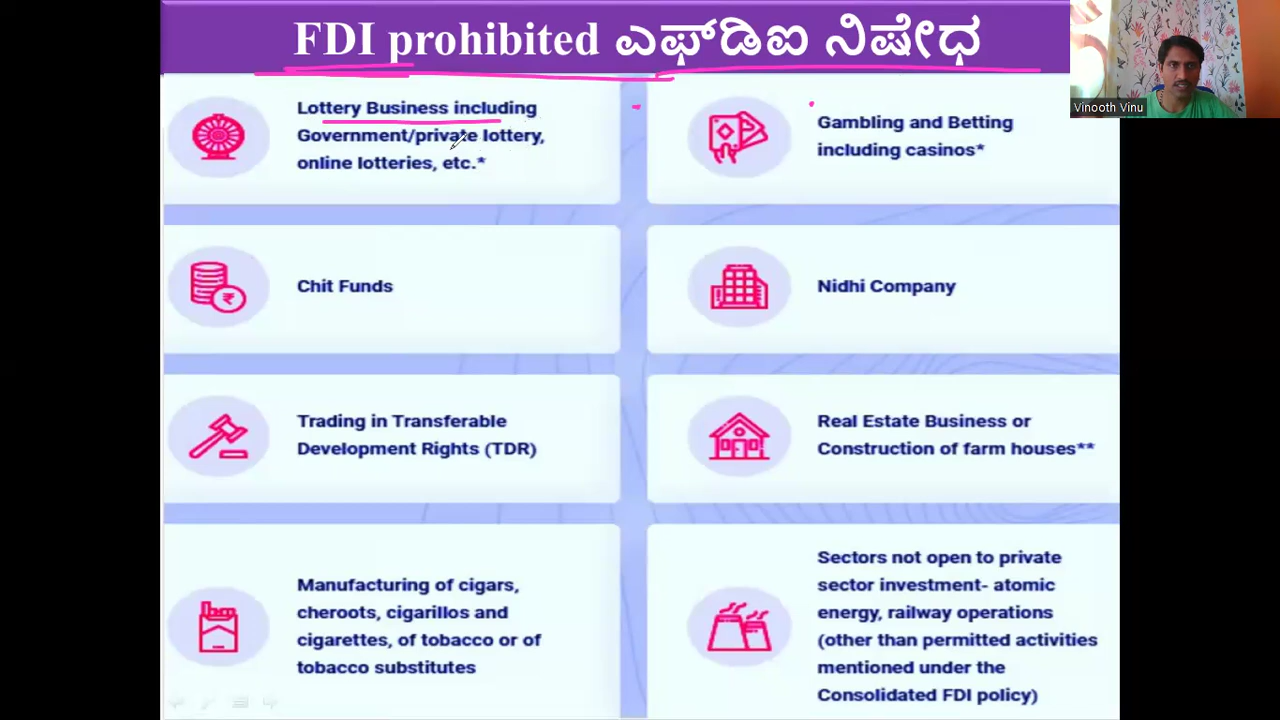 FDI prohibited ಎಫ್‌ಡಿಐ ನಿಷೇಧ
Vinooth Vinu
Lottery Business including
Government/private lottery,
online lotteries, etc.*
Gambling and Betting
including casinos*
Chit Funds
Nidhi Company
Trading in Transferable
Development Rights (TDR)
Real Estate Business or
Construction of farm houses**
Manufacturing of cigars,
cheroots, cigarillos and
cigarettes, of tobacco or of
tobacco substitutes
Sectors not open to private
sector investment- atomic
energy, railway operations
(other than permitted activities
mentioned under the
Consolidated FDI policy)